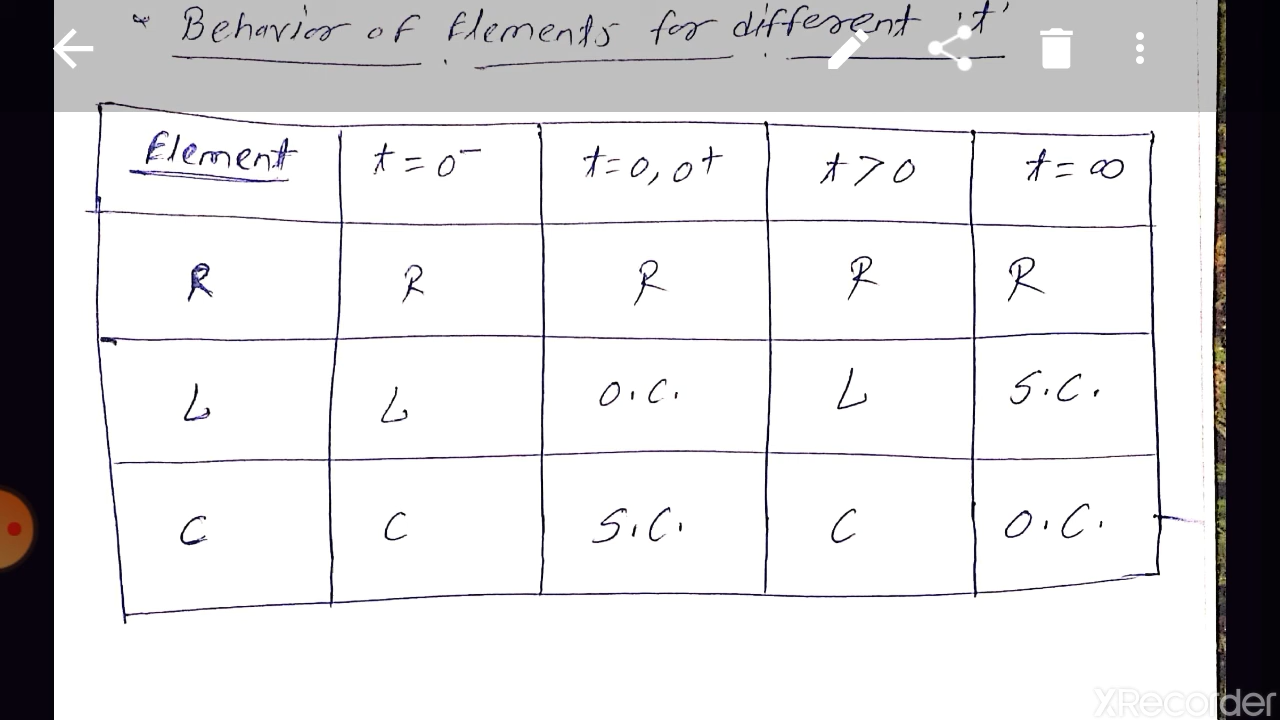 * Behavior of Elements for different 't'
Element t = 0⁻ t=0, 0⁺ t > 0 t = ∞
R R R R R
L L O.C. L S.C.
C C S.C. C O.C.
XRecorder